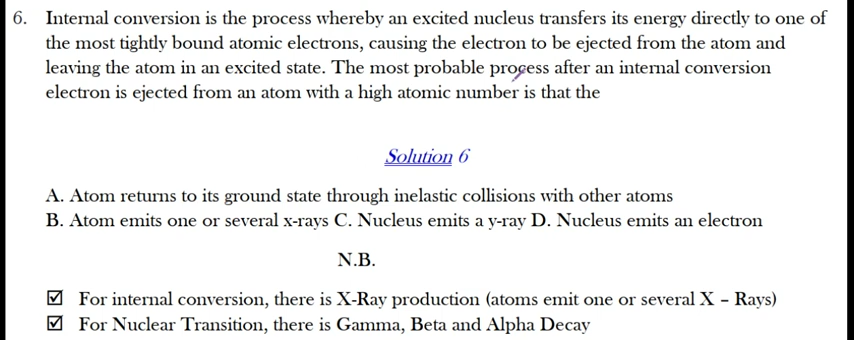 6. Internal conversion is the process whereby an excited nucleus transfers its energy directly to one of
the most tightly bound atomic electrons, causing the electron to be ejected from the atom and
leaving the atom in an excited state. The most probable process after an internal conversion
electron is ejected from an atom with a high atomic number is that the
Solution 6
A. Atom returns to its ground state through inelastic collisions with other atoms
B. Atom emits one or several x-rays C. Nucleus emits a y-ray D. Nucleus emits an electron
N.B.
☑ For internal conversion, there is X-Ray production (atoms emit one or several X – Rays)
☑ For Nuclear Transition, there is Gamma, Beta and Alpha Decay